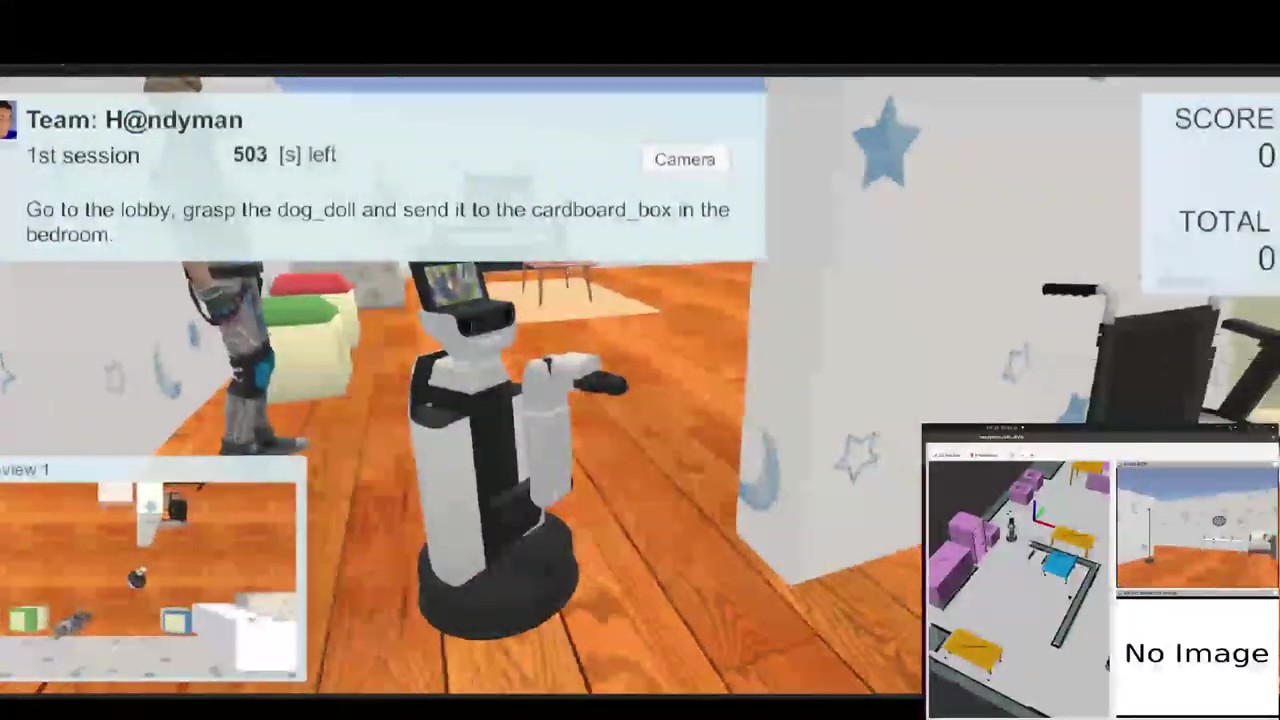 Team: H@ndyman
1st session 503 [s] left
Camera
Go to the lobby, grasp the dog_doll and send it to the cardboard_box in the
bedroom.
SCORE
0
TOTAL
0
view 1
No Image